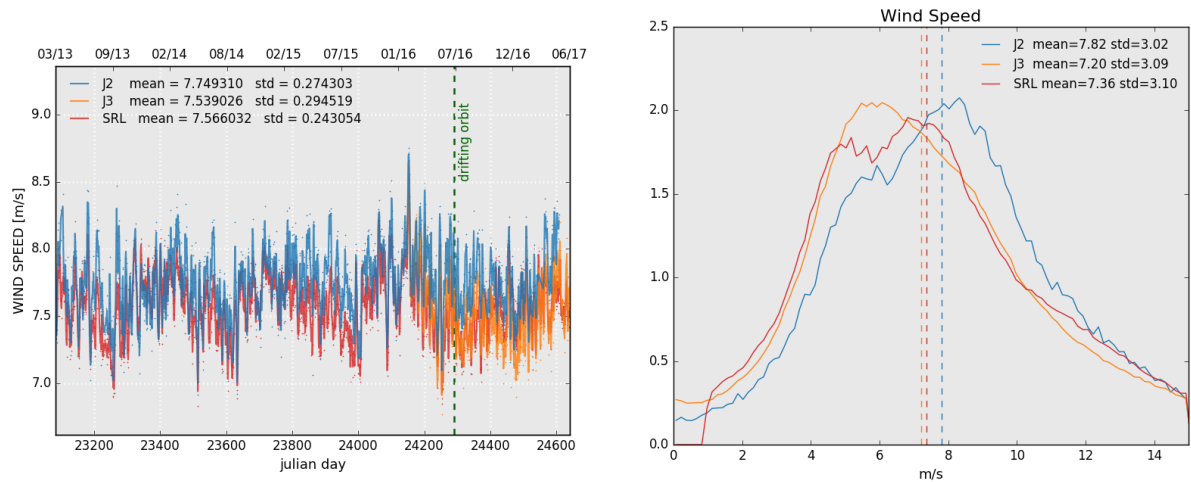 03/13 09/13 02/14 08/14 02/15 07/15 01/16 07/16 12/16 06/17
J2 mean = 7.749310 std = 0.274303
J3 mean = 7.539026 std = 0.294519
SRL mean = 7.566032 std = 0.243054
drifting orbit
9.0
8.5
8.0
7.5
7.0
WIND SPEED [m/s]
23200 23400 23600 23800 24000 24200 24400 24600
julian day
Wind Speed
J2 mean=7.82 std=3.02
J3 mean=7.20 std=3.09
SRL mean=7.36 std=3.10
2.5
2.0
1.5
1.0
0.5
0.0
0 2 4 6 8 10 12 14
m/s